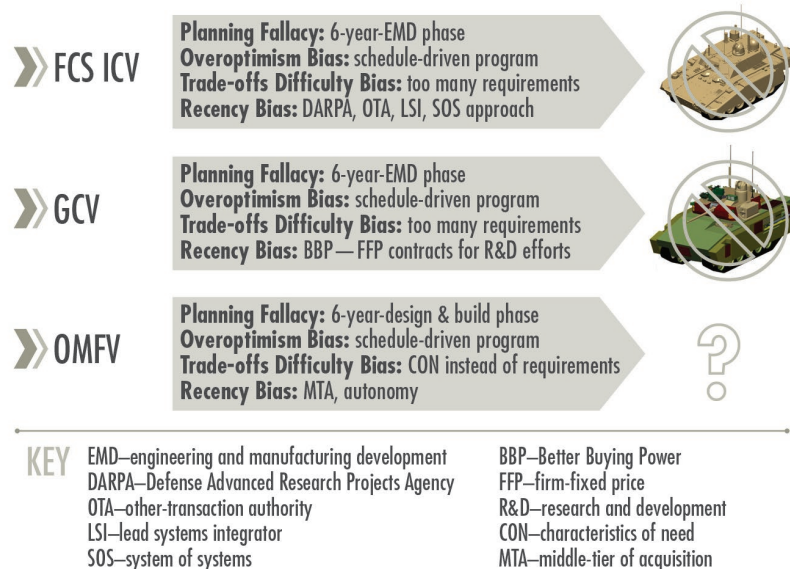 FCS ICV
Planning Fallacy: 6-year-EMD phase
Overoptimism Bias: schedule-driven program
Trade-offs Difficulty Bias: too many requirements
Recency Bias: DARPA, OTA, LSI, SOS approach
GCV
Planning Fallacy: 6-year-EMD phase
Overoptimism Bias: schedule-driven program
Trade-offs Difficulty Bias: too many requirements
Recency Bias: BBP—FFP contracts for R&D efforts
OMFV
Planning Fallacy: 6-year-design & build phase
Overoptimism Bias: schedule-driven program
Trade-offs Difficulty Bias: CON instead of requirements
Recency Bias: MTA, autonomy
?
KEY
EMD—engineering and manufacturing development
DARPA—Defense Advanced Research Projects Agency
OTA—other-transaction authority
LSI—lead systems integrator
SOS—system of systems
BBP—Better Buying Power
FFP—firm-fixed price
R&D—research and development
CON—characteristics of need
MTA—middle-tier of acquisition